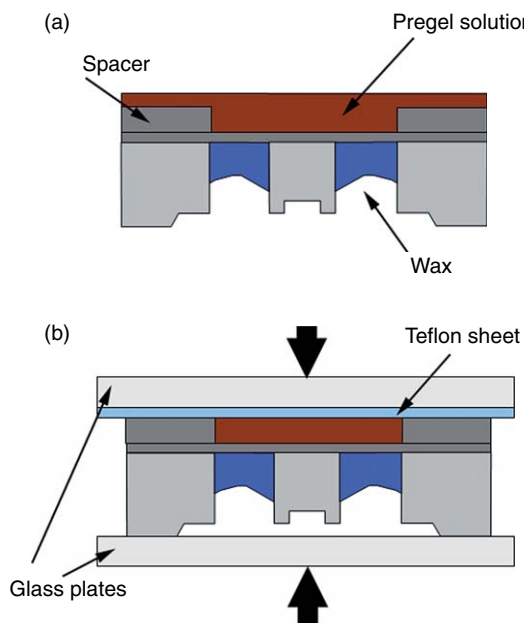 (a)
Pregel solution
Spacer
Wax
(b)
Teflon sheet
Glass plates